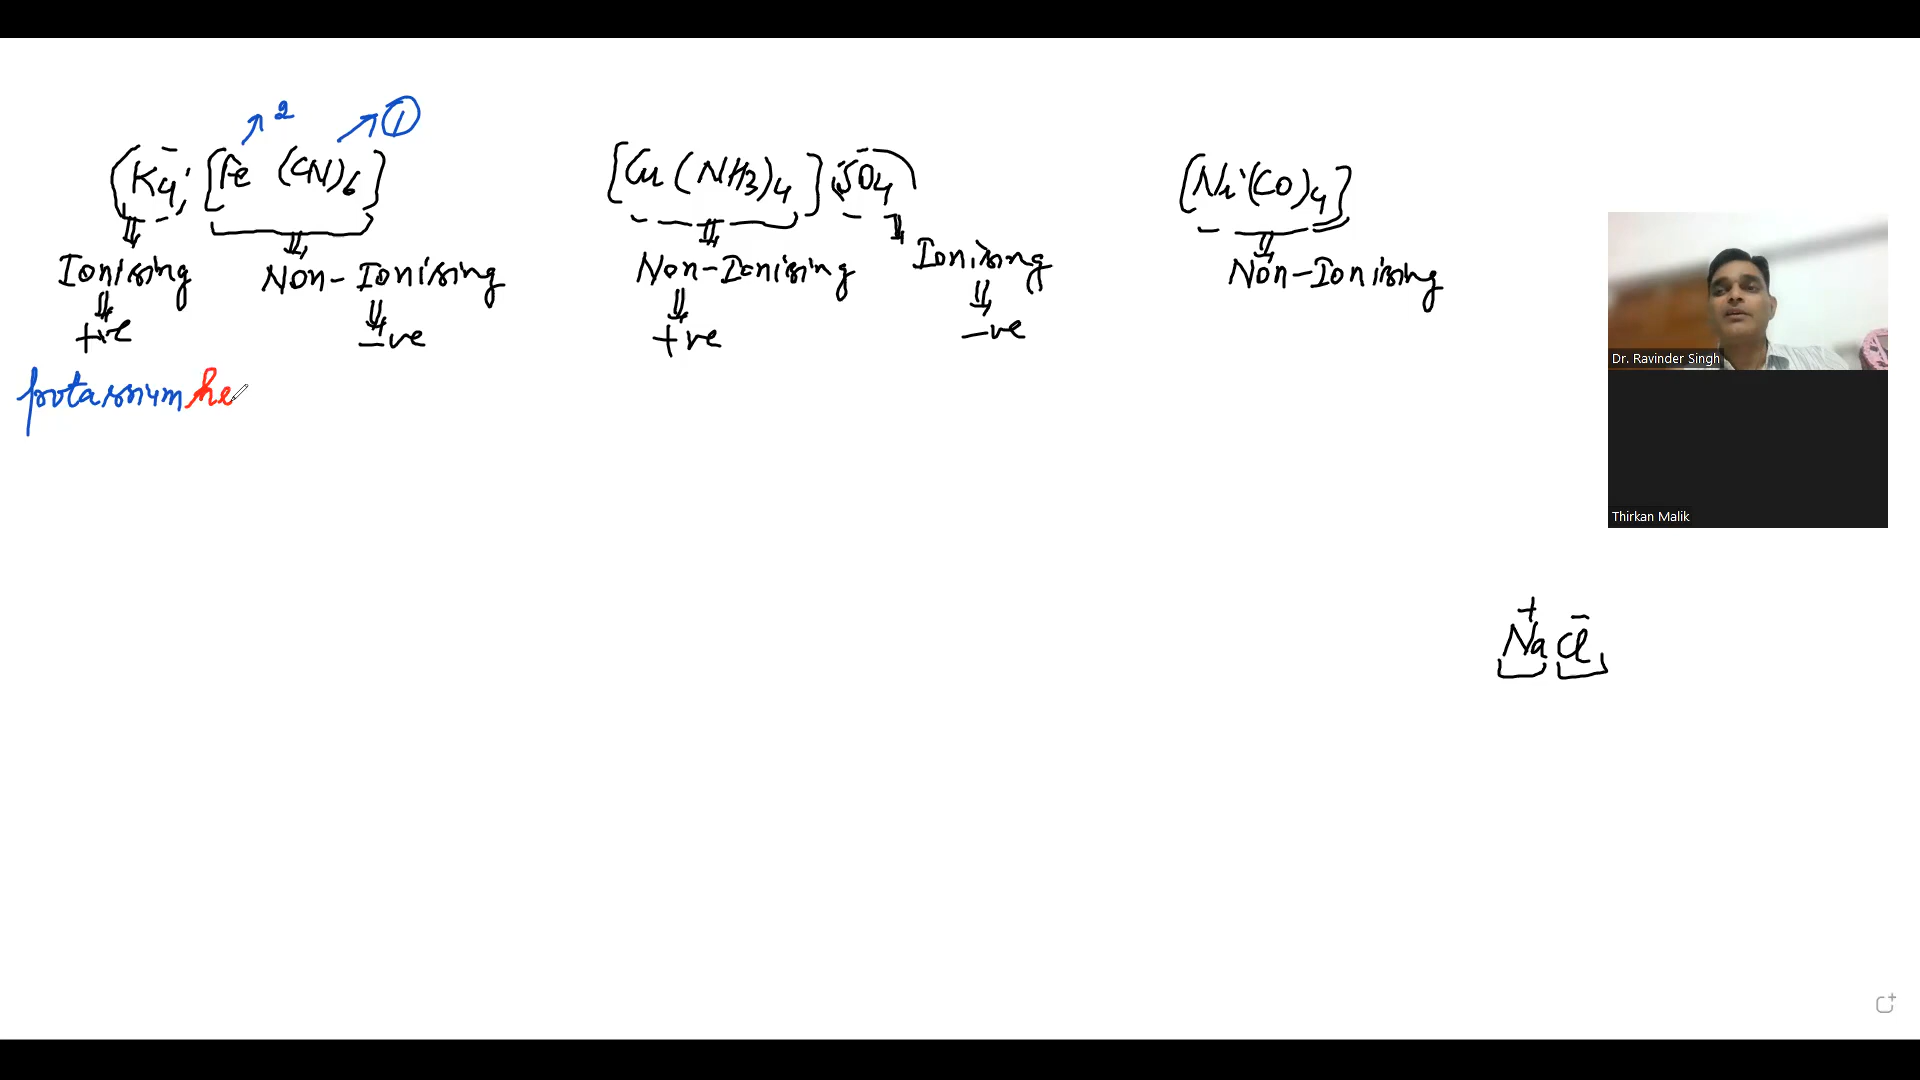 2 ①
K4 [Fe (CN)6] [Cu (NH3)4] SO4 [Ni (CO)4]
Ionising Non-Ionising Non-Ionising Ionising Non-Ionising
+ve -ve +ve -ve
potassium he
Dr. Ravinder Singh
Thirkan Malik
+ -
Na Cl